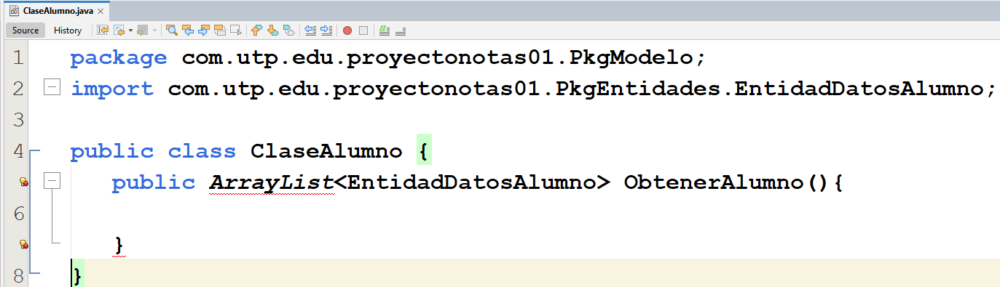 ClaseAlumno.java
Source History
1 package com.utp.edu.proyectonotas01.PkgModelo;
2 import com.utp.edu.proyectonotas01.PkgEntidades.EntidadDatosAlumno;
3
4 public class ClaseAlumno {
public ArrayList<EntidadDatosAlumno> ObtenerAlumno(){
6
}
8 }